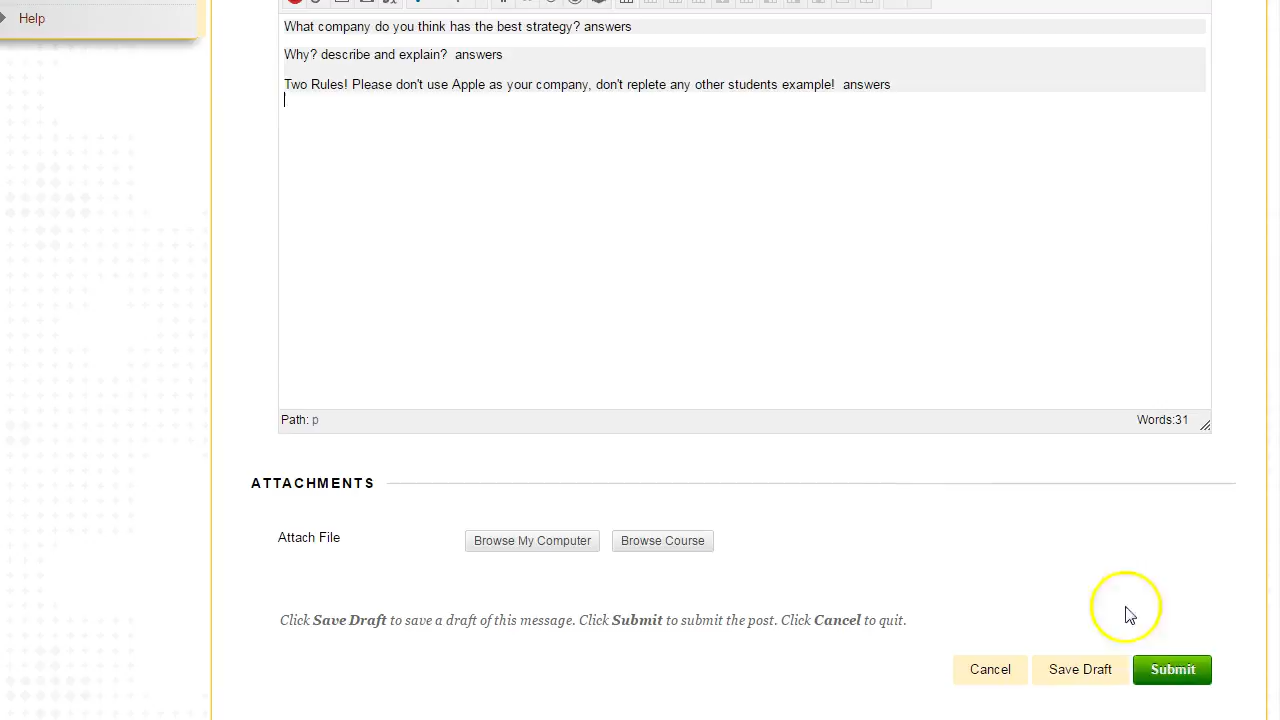 Help
What company do you think has the best strategy? answers
Why? describe and explain?  answers
Two Rules! Please don't use Apple as your company, don't replete any other students example!  answers
Path: p
Words:31
ATTACHMENTS
Attach File
Browse My Computer
Browse Course
Click Save Draft to save a draft of this message. Click Submit to submit the post. Click Cancel to quit.
Cancel
Save Draft
Submit